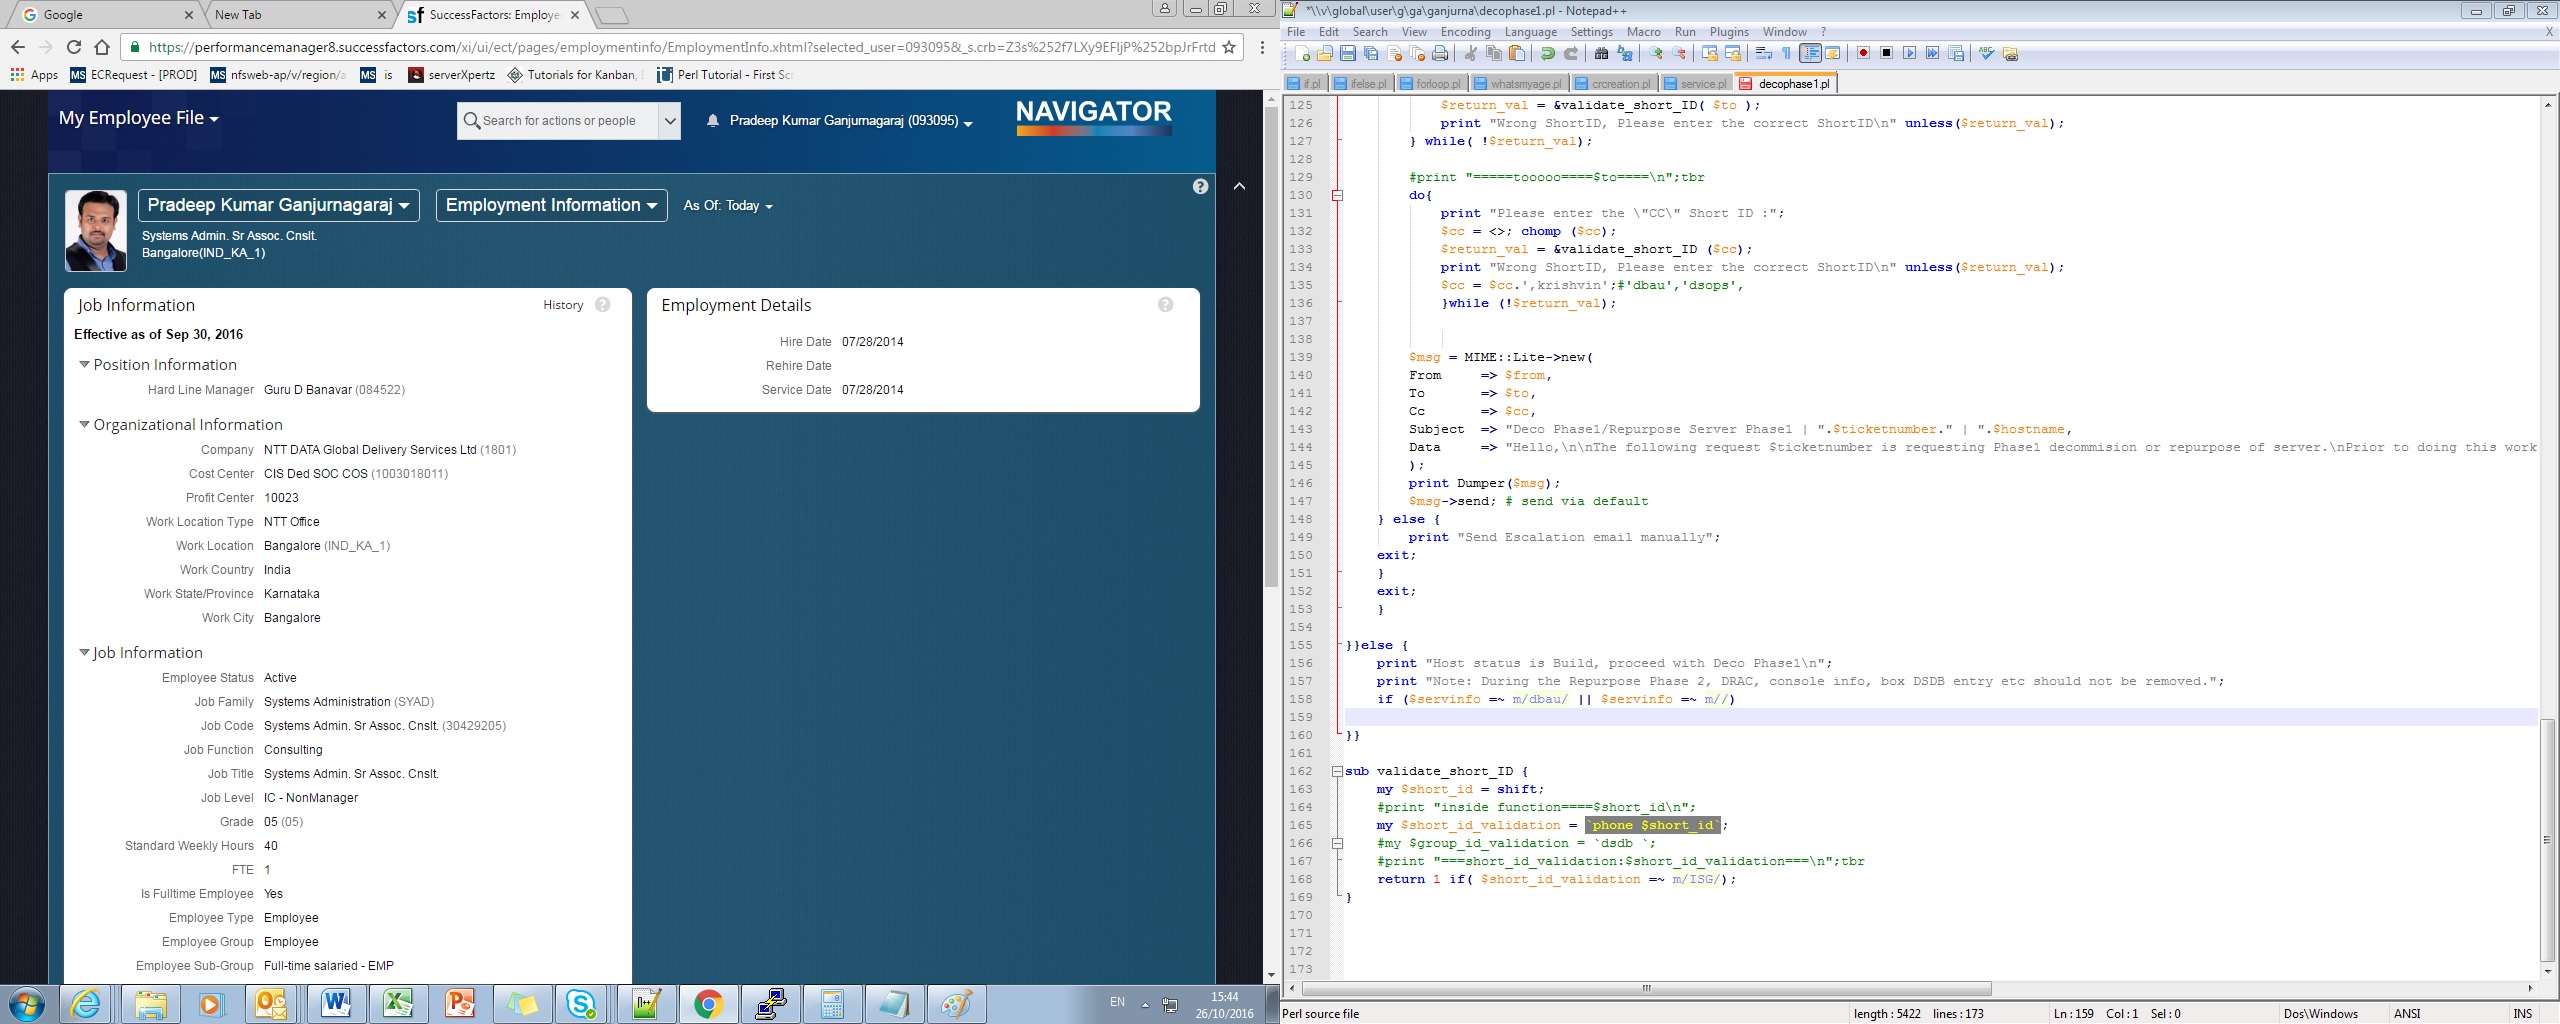 Google
New Tab
SuccessFactors: Employe
https://performancemanager8.successfactors.com/xi/ui/ect/pages/employmentinfo/EmploymentInfo.xhtml?selected_user=093095&_s.crb=Z3s%252f7LXy9EFljP%252bpJrFrtd
Apps
ECRequest - [PROD]
nfsweb-ap/v/region/a
is
serverXpertz
Tutorials for Kanban,
Perl Tutorial - First Sc
My Employee File
Search for actions or people
Pradeep Kumar Ganjurnagaraj (093095)
NAVIGATOR
Pradeep Kumar Ganjurnagaraj
Employment Information
As Of: Today
Systems Admin. Sr Assoc. Cnslt.
Bangalore(IND_KA_1)
Job Information
History
Effective as of Sep 30, 2016
Position Information
Hard Line Manager Guru D Banavar (084522)
Organizational Information
Company NTT DATA Global Delivery Services Ltd (1801)
Cost Center CIS Ded SOC COS (1003018011)
Profit Center 10023
Work Location Type NTT Office
Work Location Bangalore (IND_KA_1)
Work Country India
Work State/Province Karnataka
Work City Bangalore
Job Information
Employee Status Active
Job Family Systems Administration (SYAD)
Job Code Systems Admin. Sr Assoc. Cnslt. (30429205)
Job Function Consulting
Job Title Systems Admin. Sr Assoc. Cnslt.
Job Level IC - NonManager
Grade 05 (05)
Standard Weekly Hours 40
FTE 1
Is Fulltime Employee Yes
Employee Type Employee
Employee Group Employee
Employee Sub-Group Full-time salaried - EMP
Employment Details
Hire Date 07/28/2014
Rehire Date
Service Date 07/28/2014
EN
15:44
26/10/2016
*\\v\global\user\g\ga\ganjurna\decophase1.pl - Notepad++
File Edit Search View Encoding Language Settings Macro Run Plugins Window ? X
if.pl ifelse.pl forloop.pl whatsmyage.pl crcreation.pl service.pl decophase1.pl
125 $return_val = &validate_short_ID( $to );
126 print "Wrong ShortID, Please enter the correct ShortID\n" unless($return_val);
127 } while( !$return_val);
128
129 #print "=====tooooo====$to====\n";tbr
130 do{
131 print "Please enter the \"CC\" Short ID :";
132 $cc = <>; chomp ($cc);
133 $return_val = &validate_short_ID ($cc);
134 print "Wrong ShortID, Please enter the correct ShortID\n" unless($return_val);
135 $cc = $cc.',krishvin';#'dbau','dsops',
136 }while (!$return_val);
137
138
139 $msg = MIME::Lite->new(
140 From => $from,
141 To => $to,
142 Cc => $cc,
143 Subject => "Deco Phase1/Repurpose Server Phase1 | ".$ticketnumber." | ".$hostname,
144 Data => "Hello,\n\nThe following request $ticketnumber is requesting Phase1 decommision or repurpose of server.\nPrior to doing this work
145 );
146 print Dumper($msg);
147 $msg->send; # send via default
148 } else {
149 print "Send Escalation email manually";
150 exit;
151 }
152 exit;
153 }
154
155 }}else {
156 print "Host status is Build, proceed with Deco Phase1\n";
157 print "Note: During the Repurpose Phase 2, DRAC, console info, box DSDB entry etc should not be removed.";
158 if ($servinfo =~ m/dbau/ || $servinfo =~ m//)
159
160 }}
161
162 sub validate_short_ID {
163 my $short_id = shift;
164 #print "inside function====$short_id\n";
165 my $short_id_validation = `phone $short_id`;
166 #my $group_id_validation = `dsdb `;
167 #print "===short_id_validation:$short_id_validation===\n";tbr
168 return 1 if( $short_id_validation =~ m/ISG/);
169 }
170
171
172
173
Perl source file
length : 5422 lines : 173
Ln : 159 Col : 1 Sel : 0
Dos\Windows
ANSI
INS